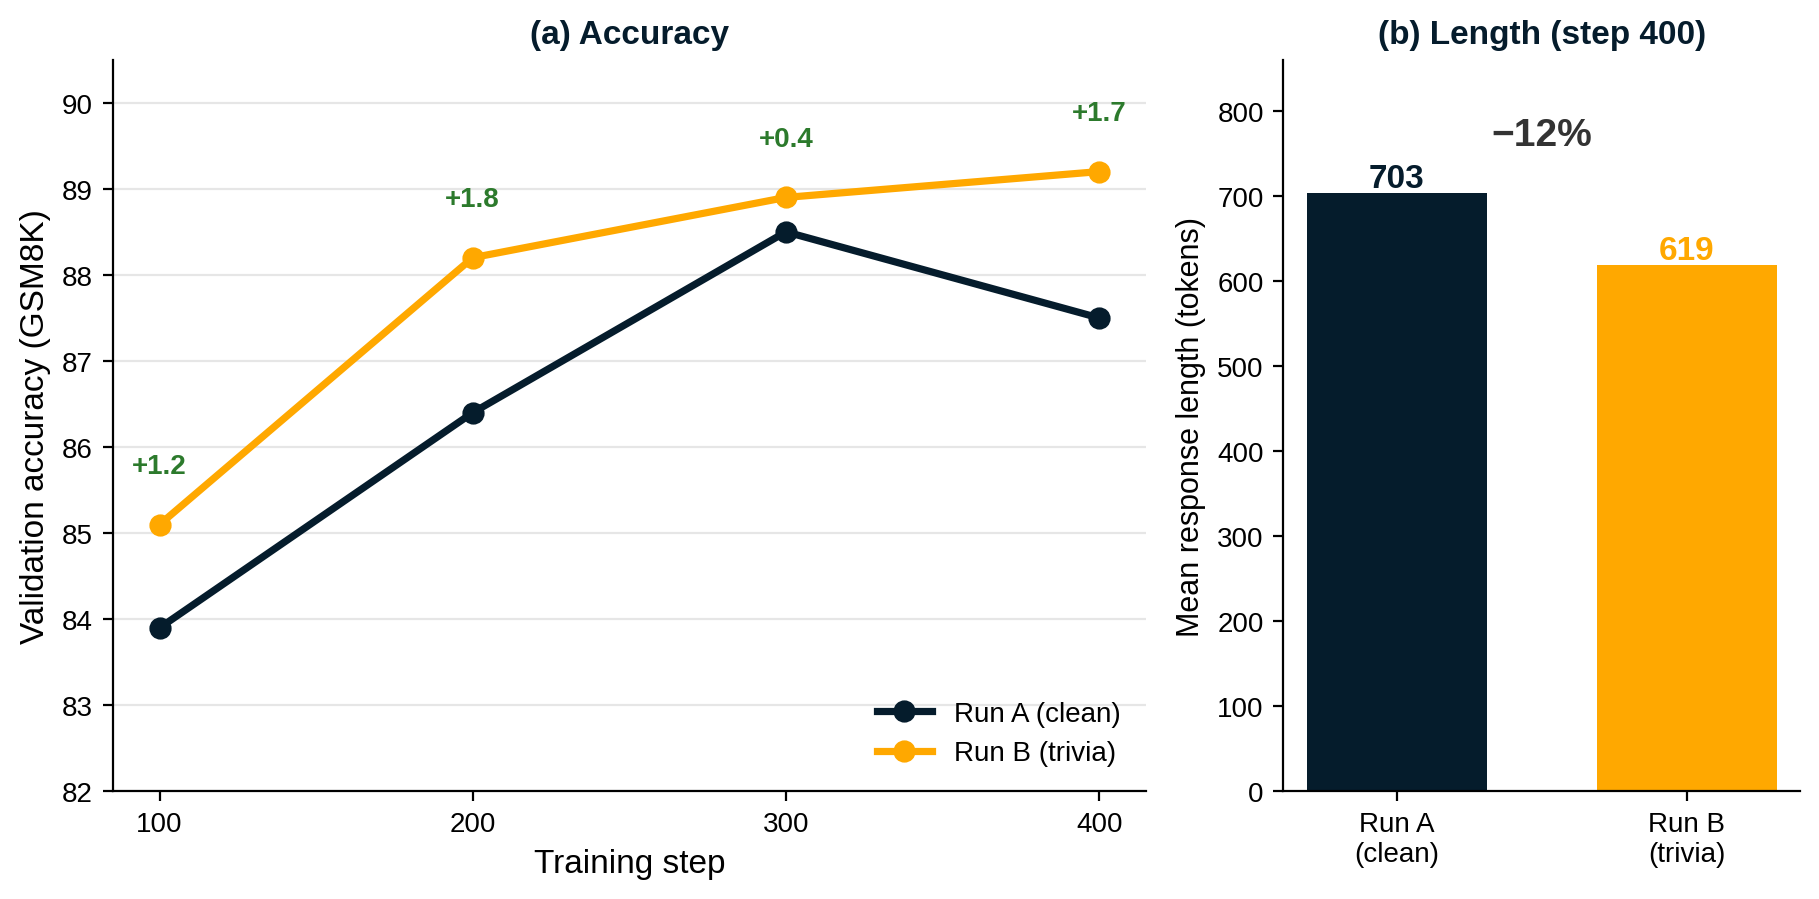 (a) Accuracy
Validation accuracy (GSM8K)
90
89
88
87
86
85
84
83
82
+1.2
+1.8
+0.4
+1.7
Run A (clean)
Run B (trivia)
100
200
300
400
Training step
(b) Length (step 400)
Mean response length (tokens)
800
700
600
500
400
300
200
100
0
−12%
703
619
Run A
(clean)
Run B
(trivia)